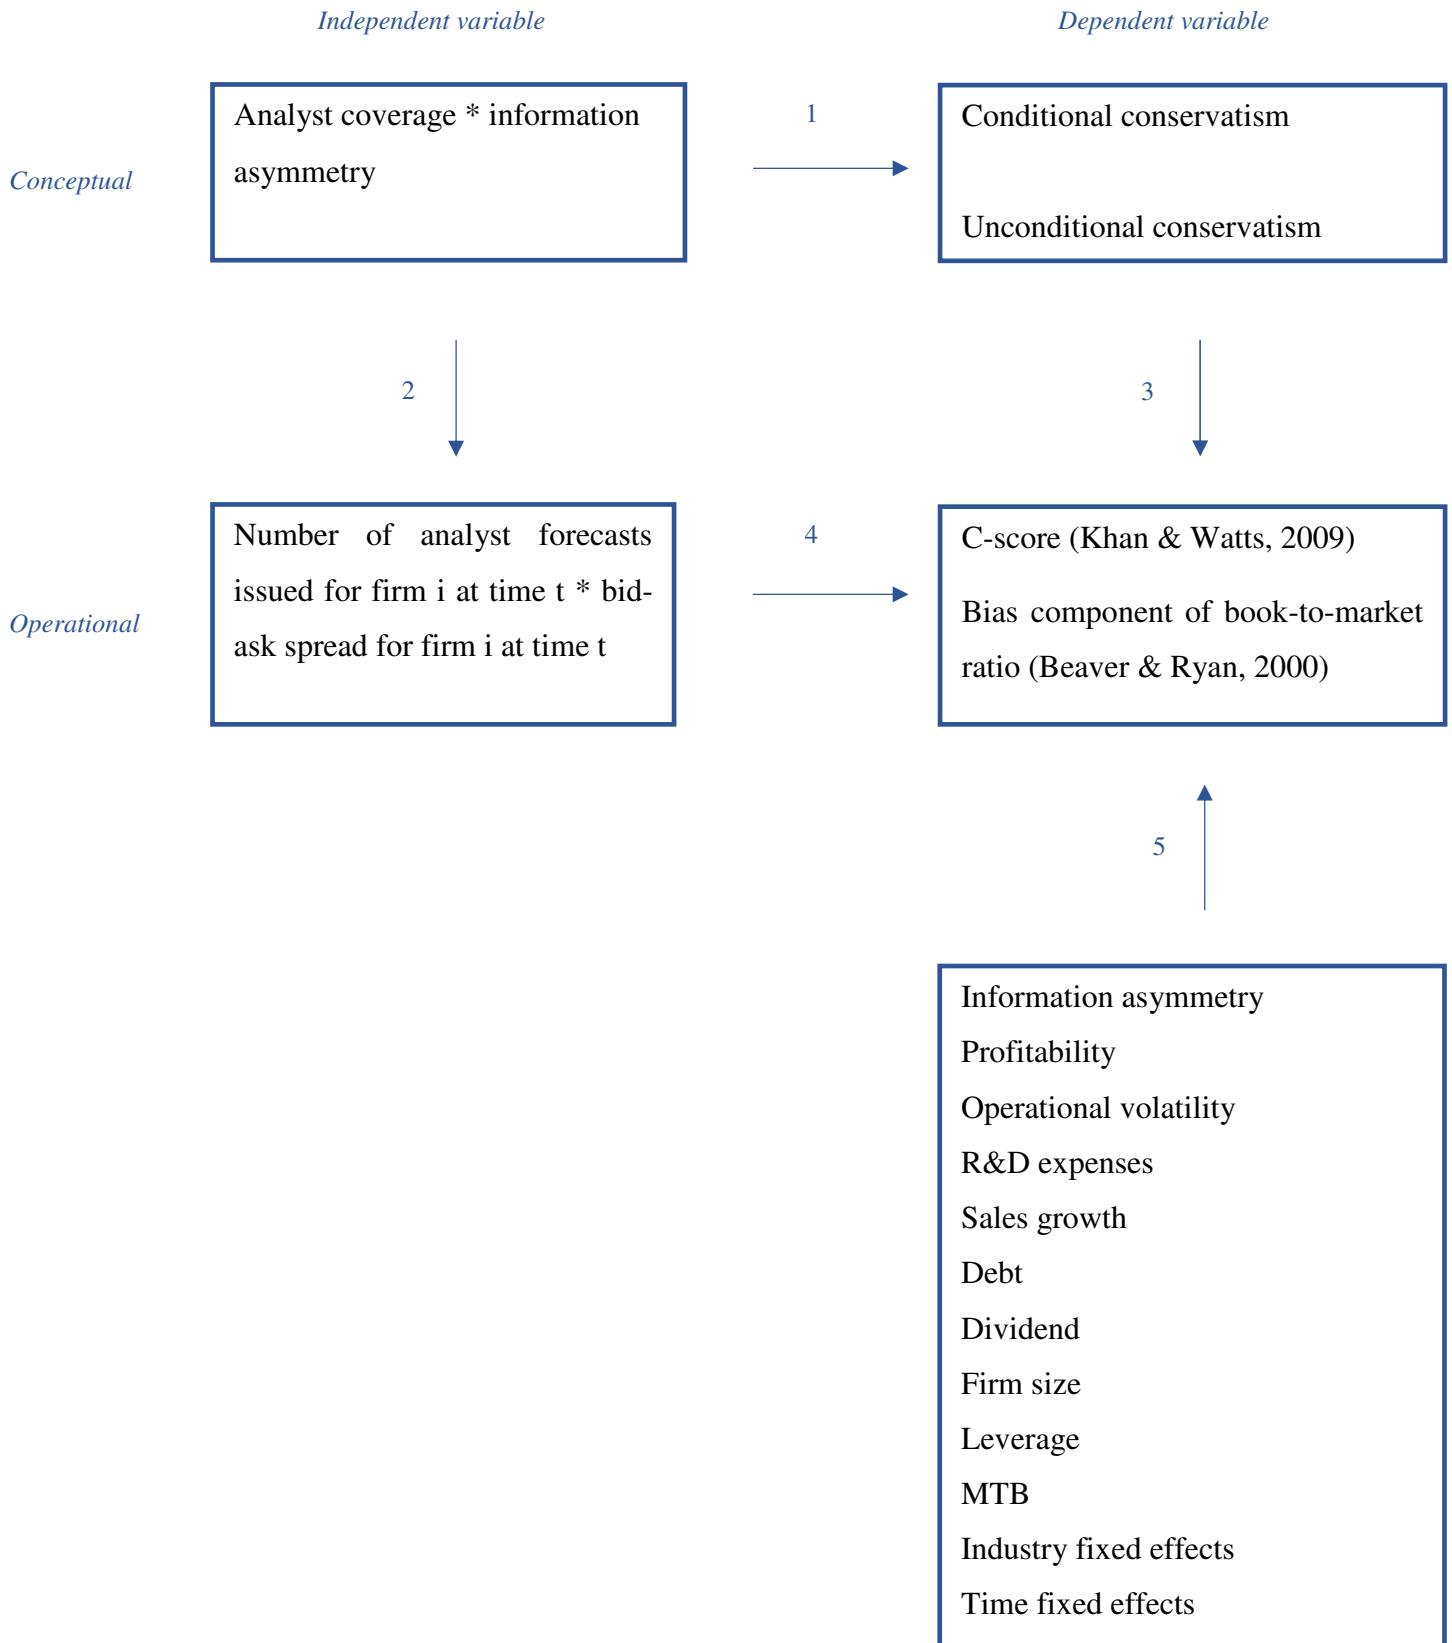 Independent variable
Dependent variable
Conceptual
Analyst coverage * information
asymmetry
1
Conditional conservatism
Unconditional conservatism
2
3
Operational
Number of analyst forecasts
issued for firm i at time t * bid-
ask spread for firm i at time t
4
C-score (Khan & Watts, 2009)
Bias component of book-to-market
ratio (Beaver & Ryan, 2000)
5
Information asymmetry
Profitability
Operational volatility
R&D expenses
Sales growth
Debt
Dividend
Firm size
Leverage
MTB
Industry fixed effects
Time fixed effects